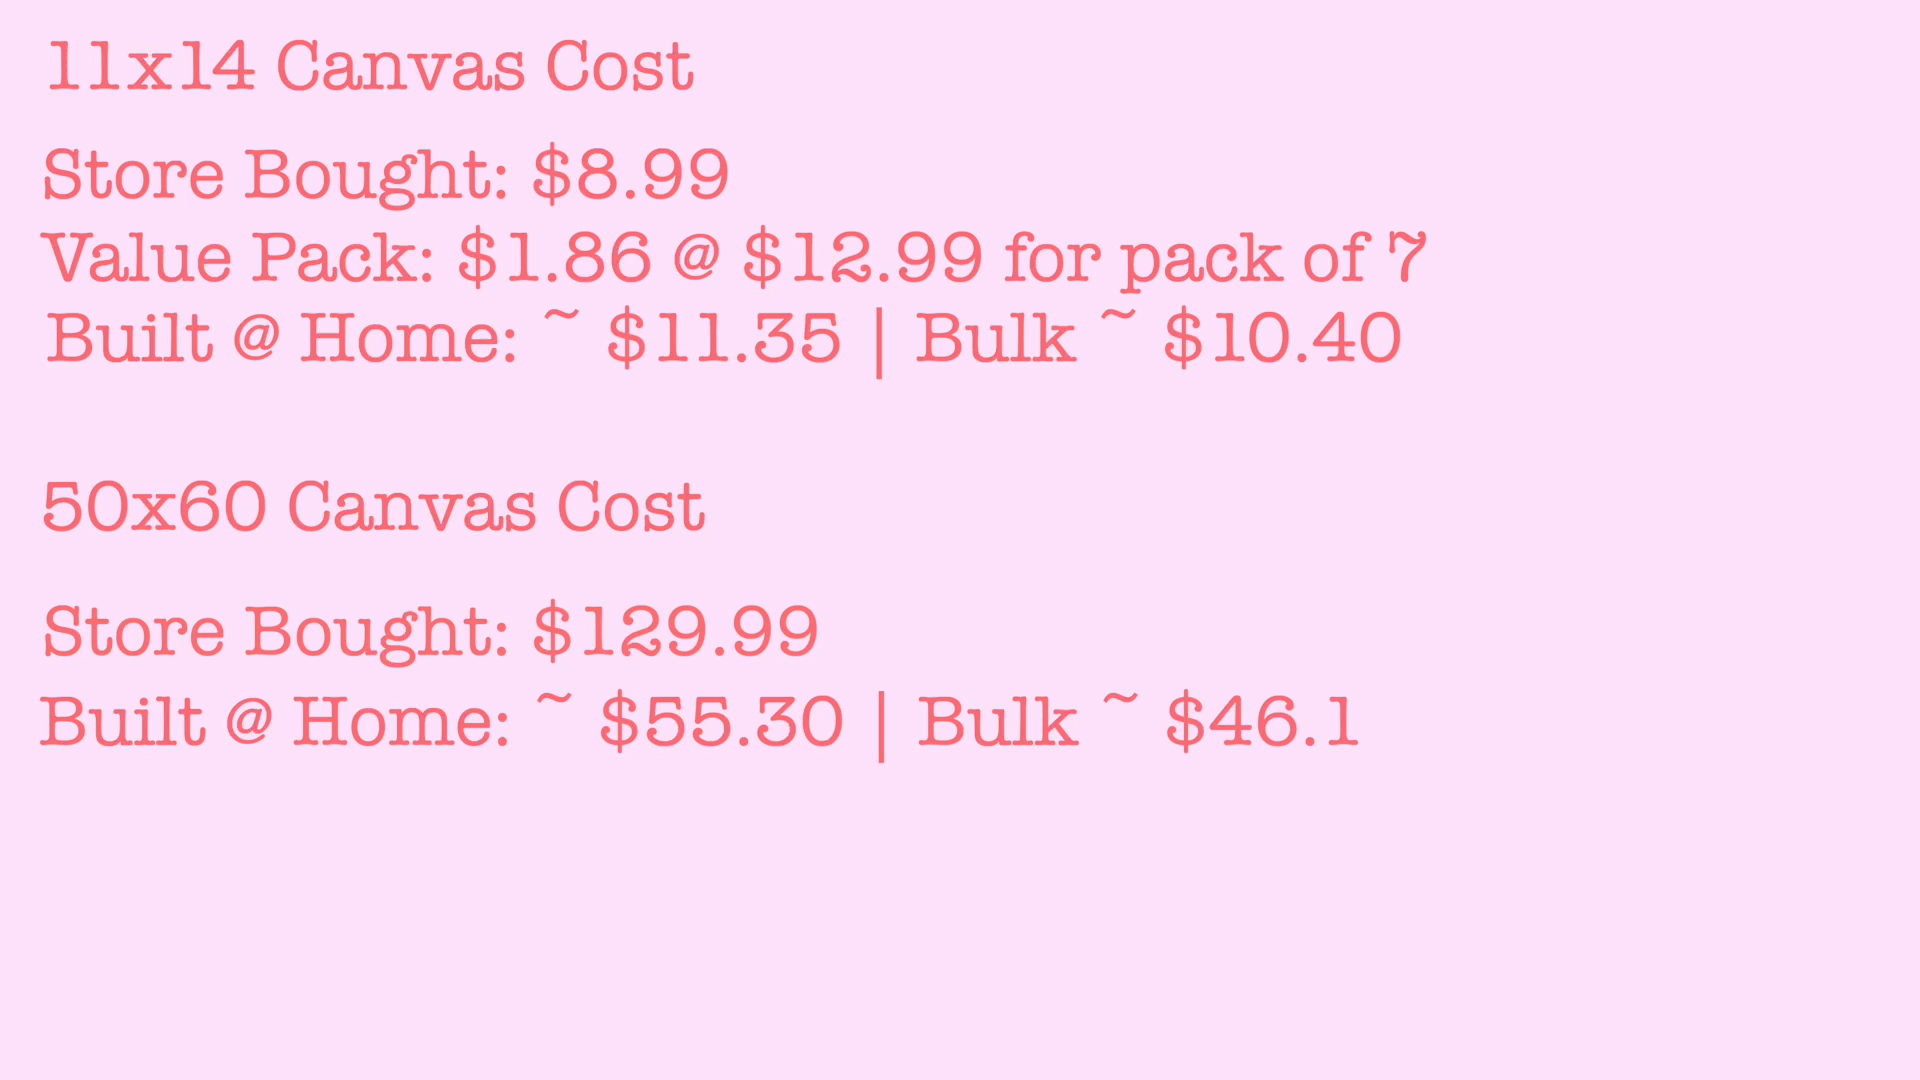 11x14 Canvas Cost
Store Bought: $8.99
Value Pack: $1.86 @ $12.99 for pack of 7
Built @ Home: ~ $11.35 | Bulk ~ $10.40
50x60 Canvas Cost
Store Bought: $129.99
Built @ Home: ~ $55.30 | Bulk ~ $46.1